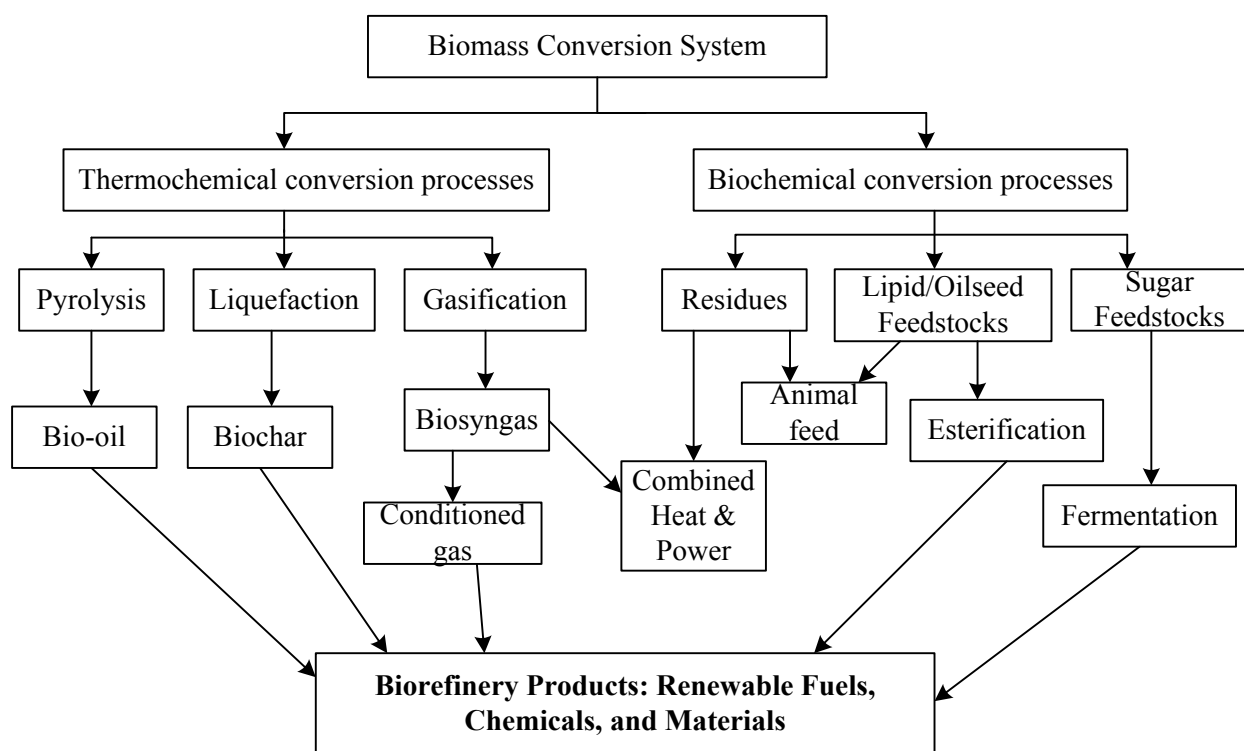 Biomass Conversion System
Thermochemical conversion processes
Biochemical conversion processes
Pyrolysis
Liquefaction
Gasification
Residues
Lipid/Oilseed
Feedstocks
Sugar
Feedstocks
Bio-oil
Biochar
Biosyngas
Animal
feed
Esterification
Conditioned
gas
Combined
Heat &
Power
Fermentation
Biorefinery Products: Renewable Fuels,
Chemicals, and Materials